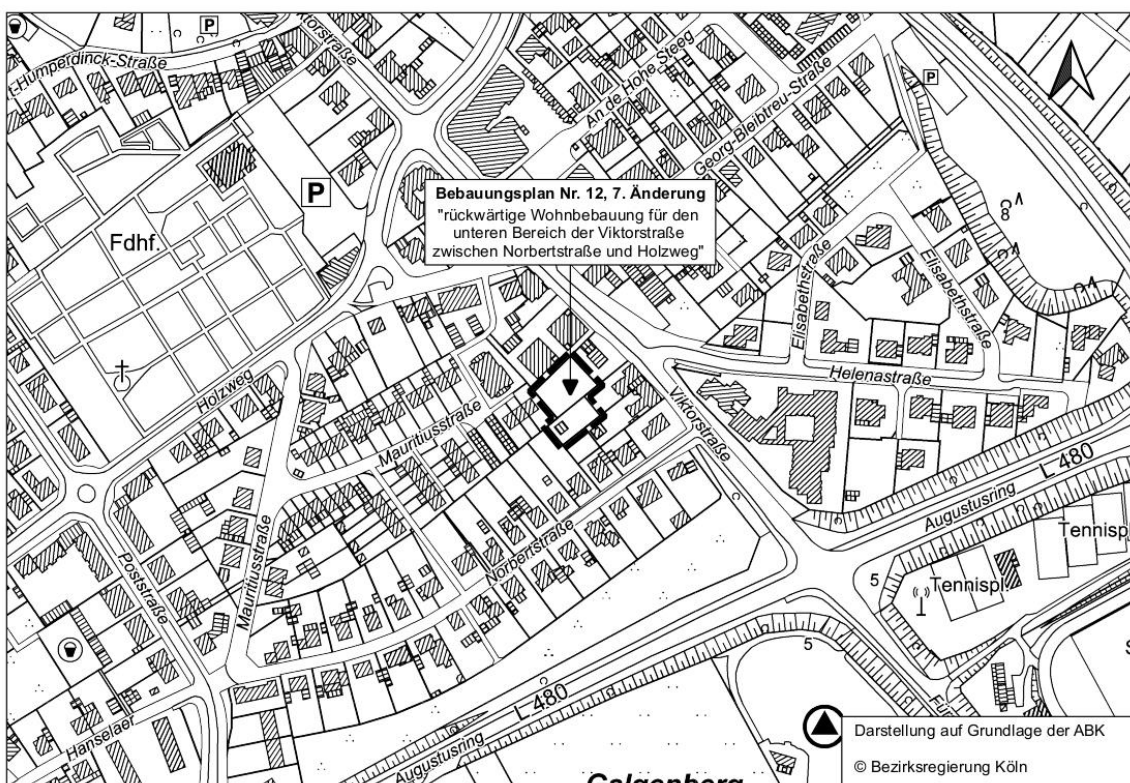 P
t-Humperdinck-Straße
An de Hohe Steeg
Georg-Bleibtreu-Straße
P
P
Bebauungsplan Nr. 12, 7. Änderung
"rückwärtige Wohnbebauung für den
unteren Bereich der Viktorstraße
zwischen Norbertstraße und Holzweg"
Fdhf.
Elisabethstraße
Elisabethstraße
Helenastraße
Holzweg
Mauritiusstraße
Viktorstraße
L 480
Augustusring
Tennispl
Mauritiusstraße
Norbertstraße
Poststraße
5
Tennispl.
5
L 480
Augustusring
Hanselaer
Darstellung auf Grundlage der ABK
© Bezirksregierung Köln